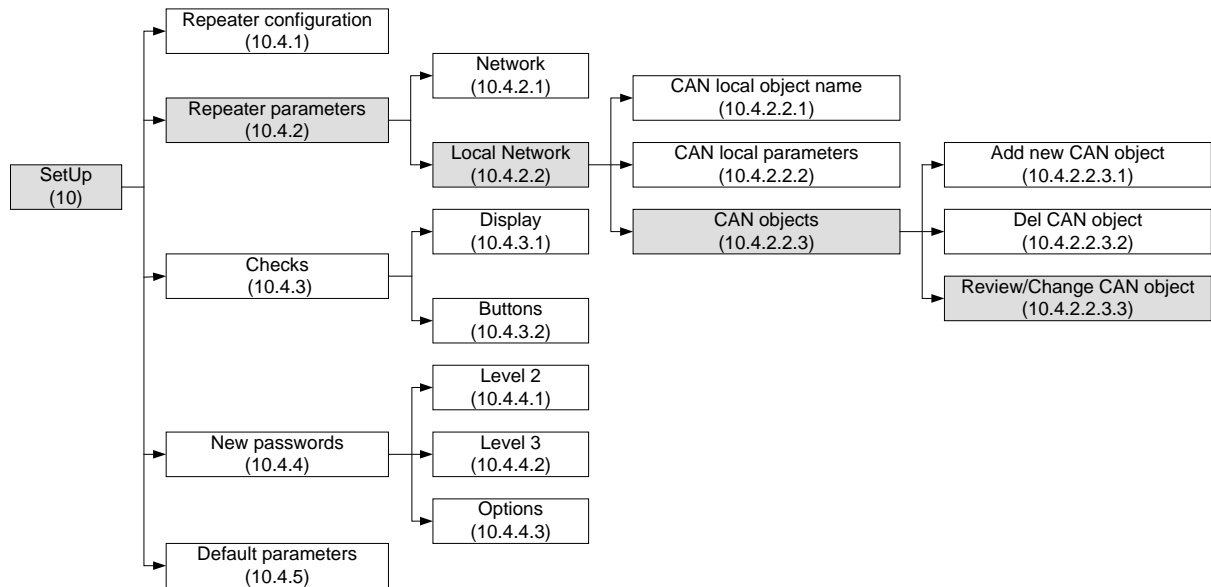 SetUp
(10)
Repeater configuration
(10.4.1)
Repeater parameters
(10.4.2)
Network
(10.4.2.1)
Local Network
(10.4.2.2)
CAN local object name
(10.4.2.2.1)
CAN local parameters
(10.4.2.2.2)
CAN objects
(10.4.2.2.3)
Add new CAN object
(10.4.2.2.3.1)
Del CAN object
(10.4.2.2.3.2)
Review/Change CAN object
(10.4.2.2.3.3)
Checks
(10.4.3)
Display
(10.4.3.1)
Buttons
(10.4.3.2)
New passwords
(10.4.4)
Level 2
(10.4.4.1)
Level 3
(10.4.4.2)
Options
(10.4.4.3)
Default parameters
(10.4.5)